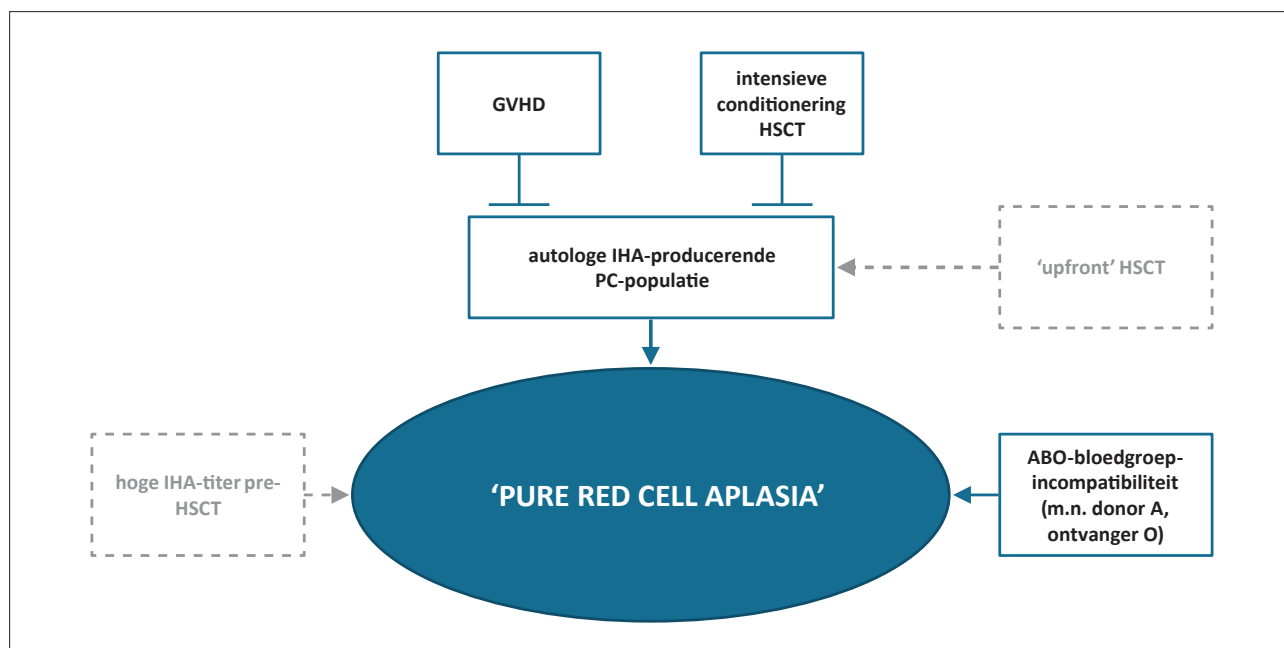 GVHD
intensieve
conditionering
HSCT
autologe IHA-producerende
PC-populatie
‘upfront’ HSCT
hoge IHA-titer pre-
HSCT
‘PURE RED CELL APLASIA’
ABO-bloedgroep-
incompatibiliteit
(m.n. donor A,
ontvanger O)